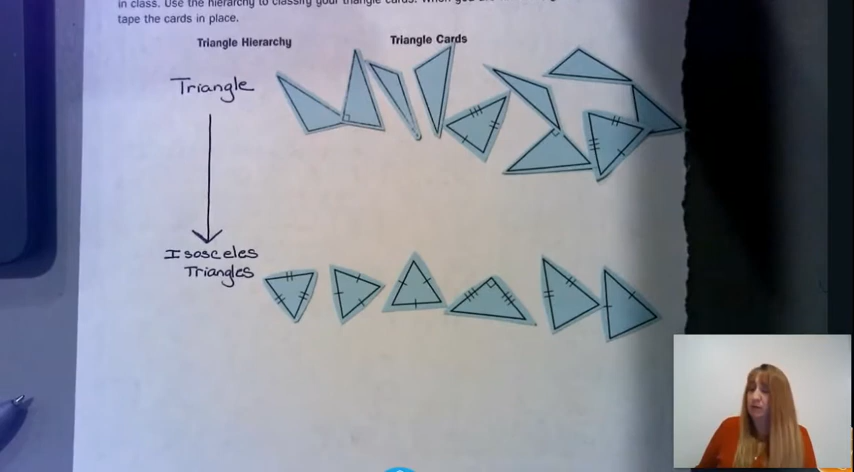 in class. Use the hierarchy to classify your triangle cards.
tape the cards in place.
Triangle Hierarchy
Triangle Cards
Triangle
Isosceles
Triangles